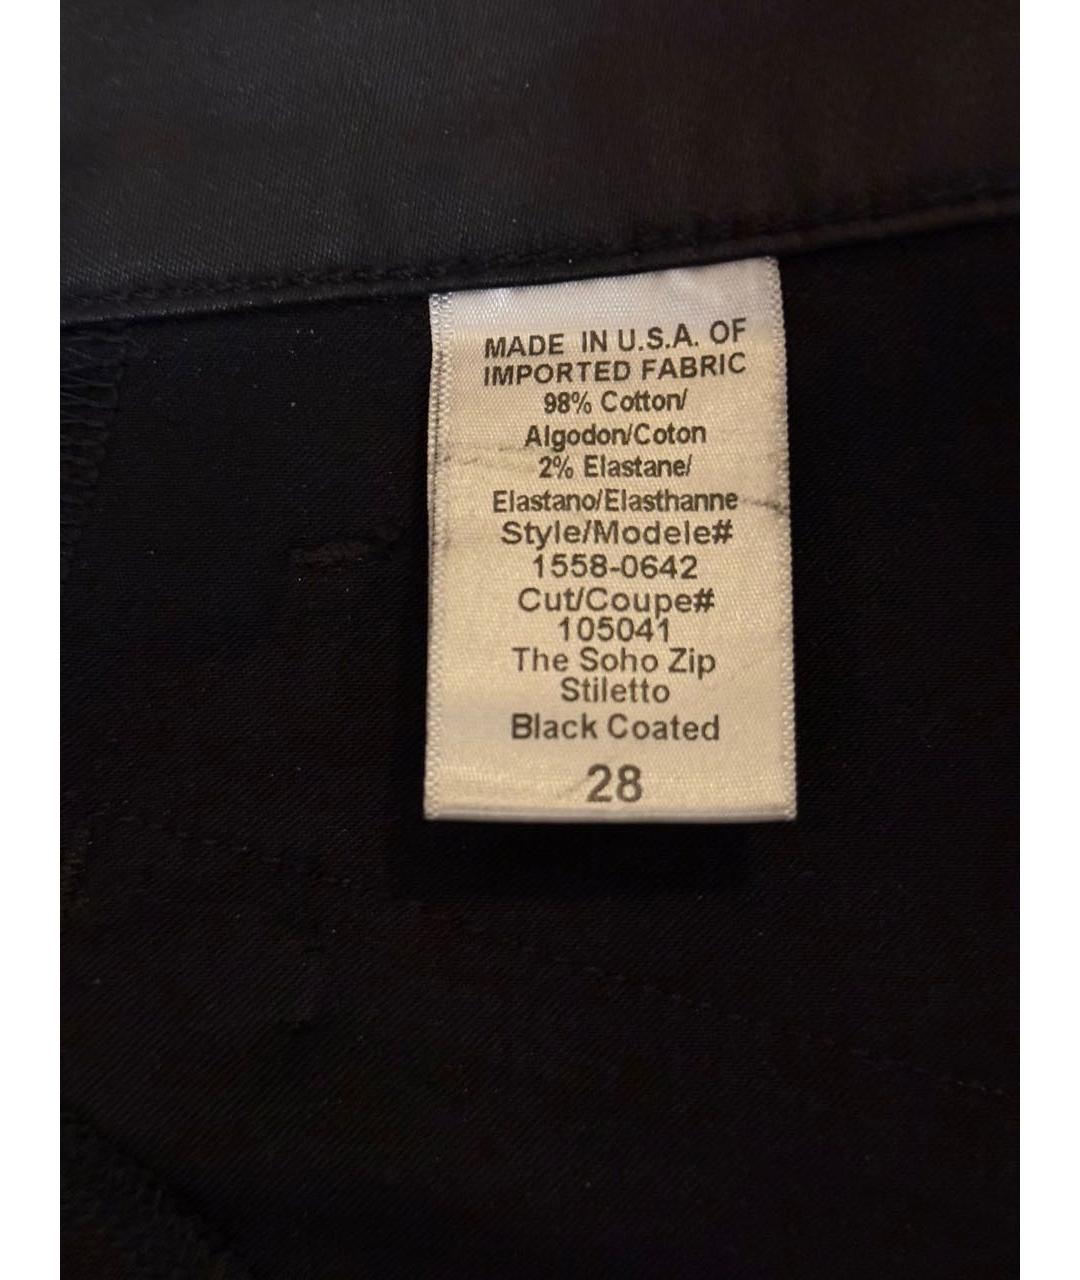 MADE IN U.S.A. OF
IMPORTED FABRIC
98% Cotton/
Algodon/Coton
2% Elastane/
Elastano/Elasthanne
Style/Modele#
1558-0642
Cut/Coupe#
105041
The Soho Zip
Stiletto
Black Coated
28